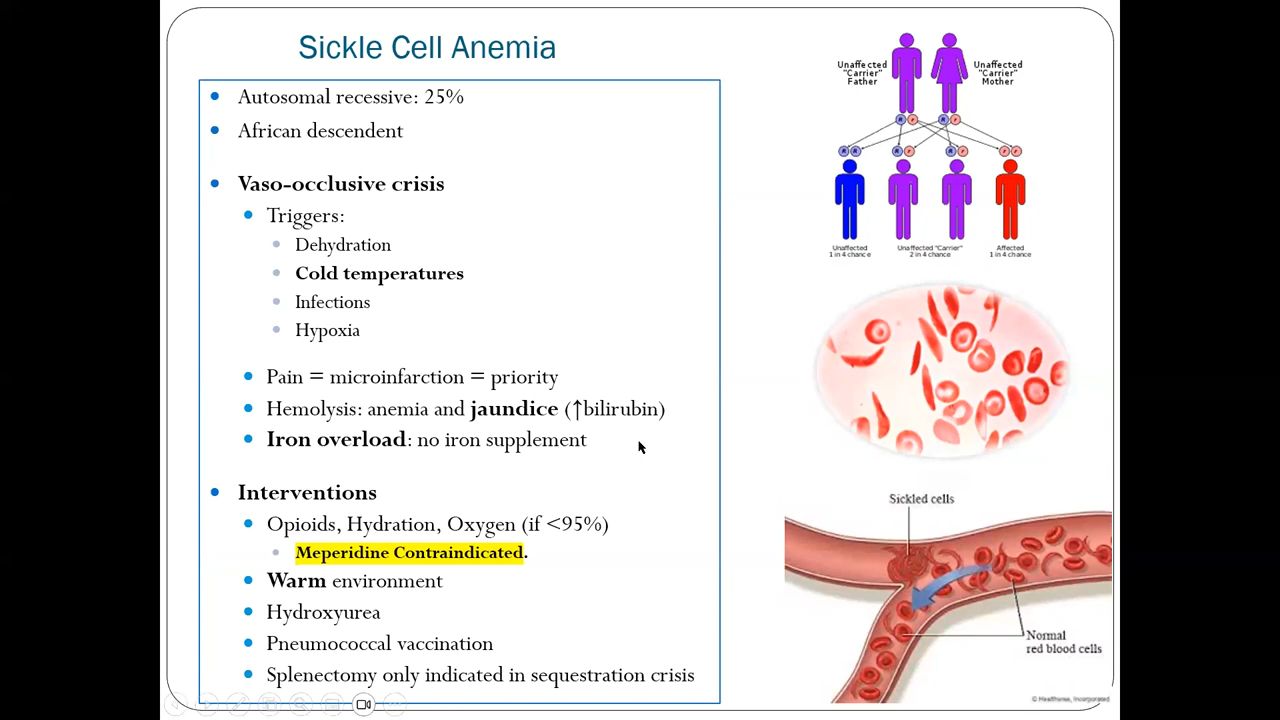 Sickle Cell Anemia
Autosomal recessive: 25%
African descendent
Vaso-occlusive crisis
Triggers:
Dehydration
Cold temperatures
Infections
Hypoxia
Pain = microinfarction = priority
Hemolysis: anemia and jaundice (↑bilirubin)
Iron overload: no iron supplement
Interventions
Opioids, Hydration, Oxygen (if <95%)
Meperidine Contraindicated.
Warm environment
Hydroxyurea
Pneumococcal vaccination
Splenectomy only indicated in sequestration crisis
Unaffected
"Carrier"
Father
Unaffected
"Carrier"
Mother
R r R r
R R R r R r r r
Unaffected
1 in 4 chance
Unaffected "Carrier"
2 in 4 chance
Affected
1 in 4 chance
Sickled cells
Normal
red blood cells
© Healthwise, Incorporated